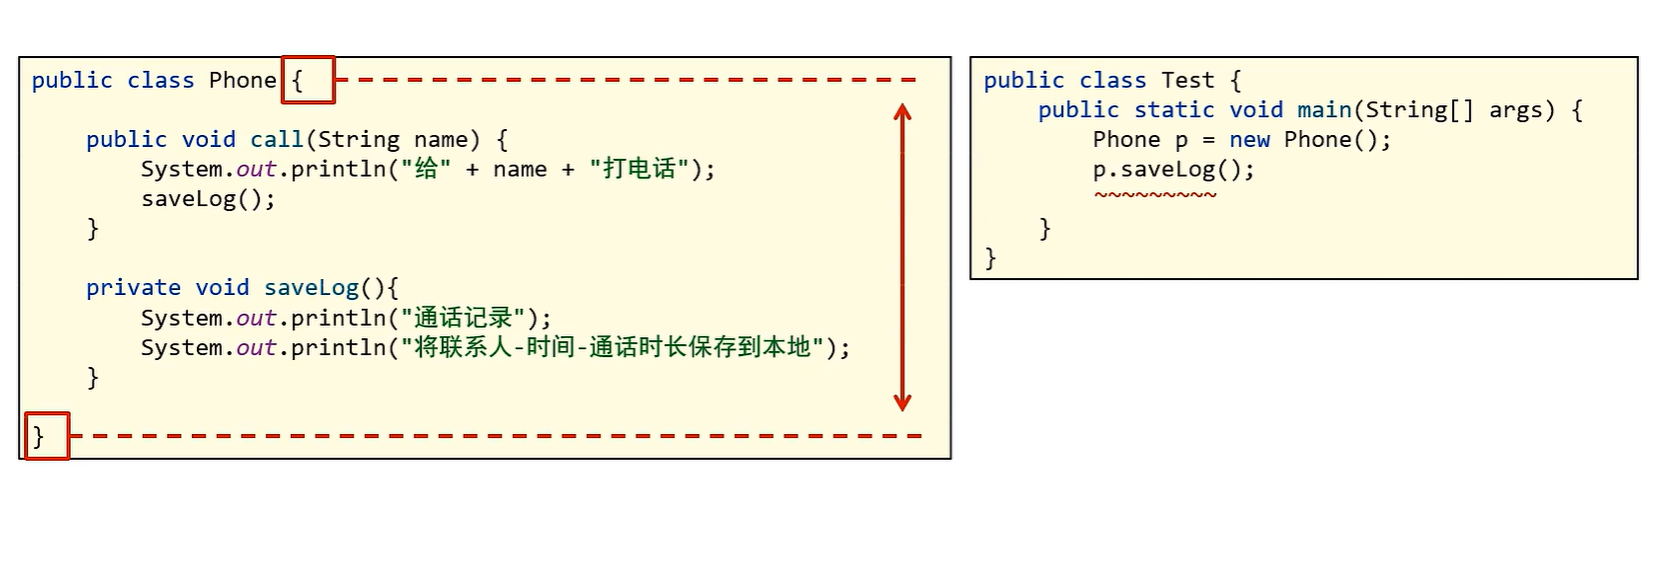 public class Phone {
public void call(String name) {
System.out.println("给" + name + "打电话");
saveLog();
}
private void saveLog(){
System.out.println("通话记录");
System.out.println("将联系人-时间-通话时长保存到本地");
}
}
public class Test {
public static void main(String[] args) {
Phone p = new Phone();
p.saveLog();
}
}